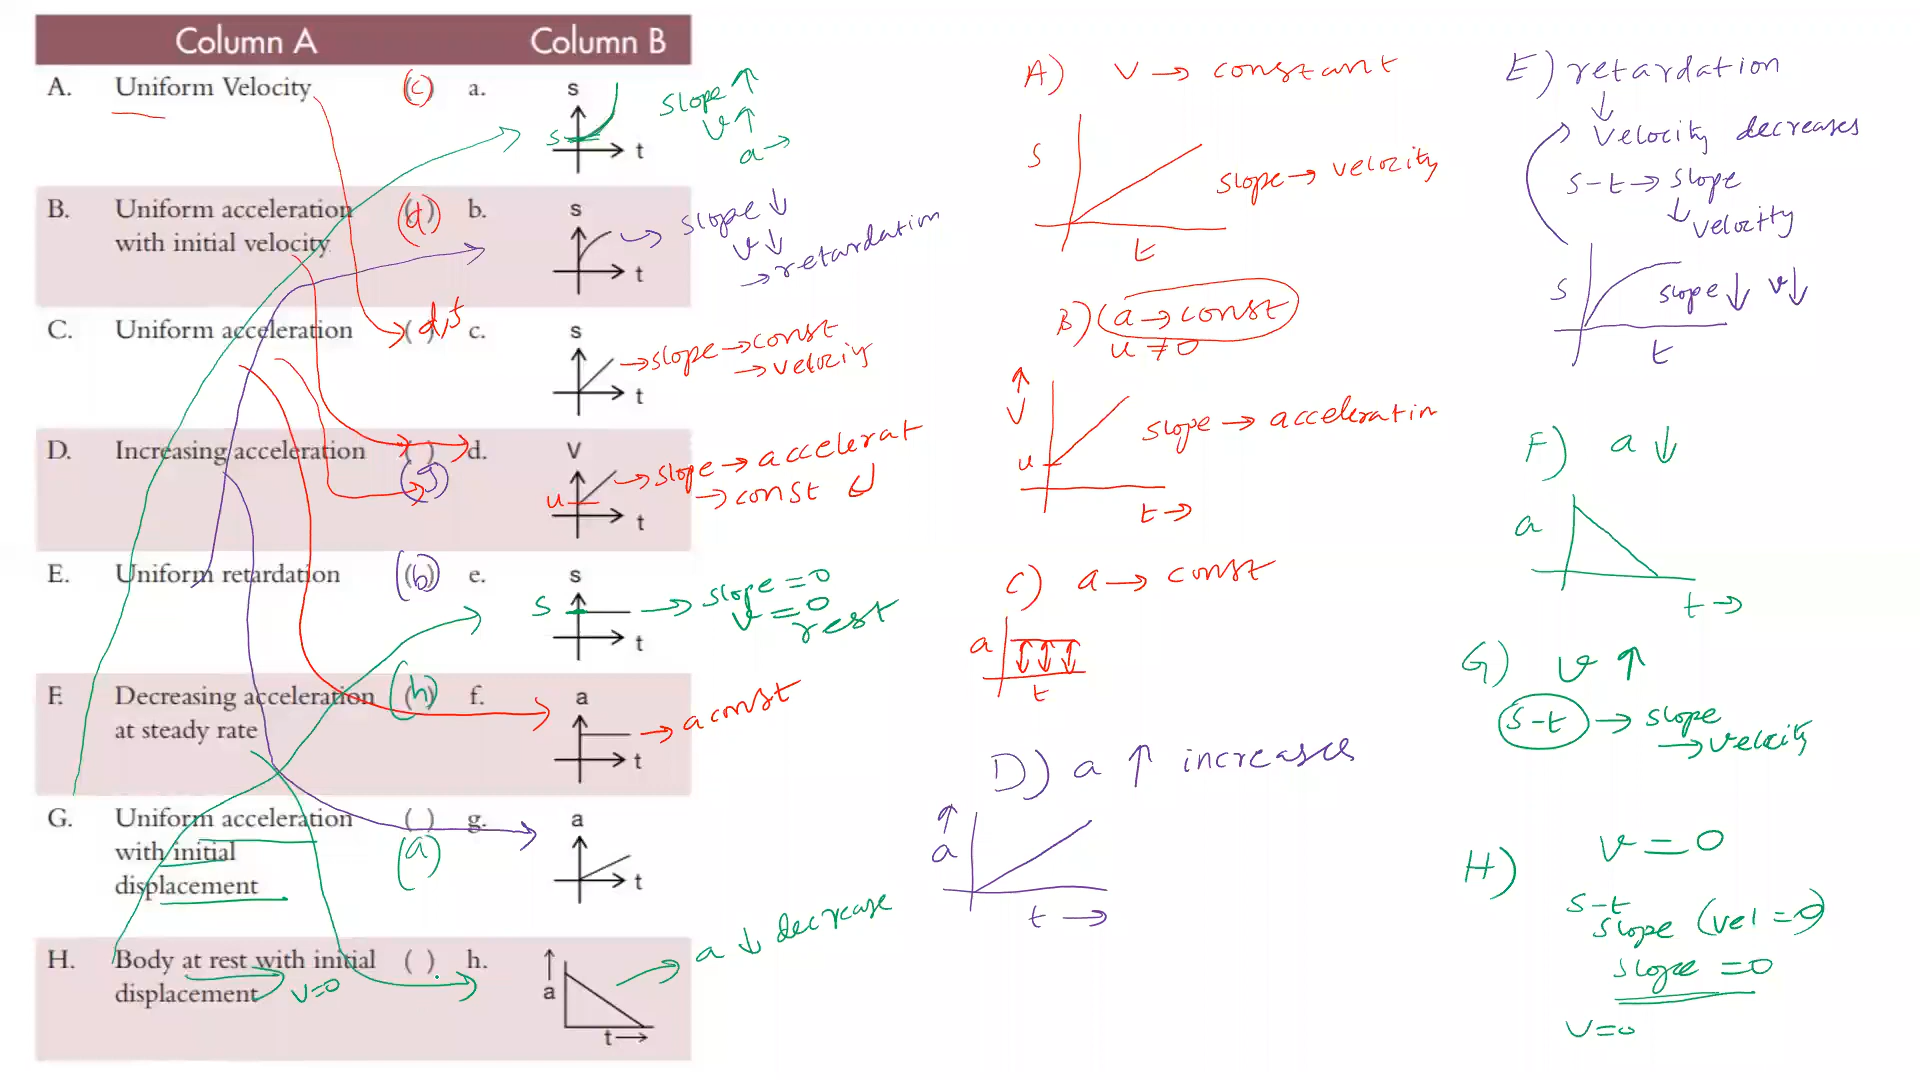 Column A Column B
A. Uniform Velocity (c) a. s t
s
slope ↑
v ↑
a →
B. Uniform acceleration ( ) b. s t
with initial velocity
slope ↓
v ↓
→ retardation
C. Uniform acceleration ( ) d,f c. s t
→ slope → const
→ velocity
D. Increasing acceleration ( ) d. V t
(g)
u
→ slope → accelerat
→ const
E. Uniform retardation (b) e. s t
s
→ slope = 0
v = 0
rest
F. Decreasing acceleration (h) f. a t
at steady rate
→ a const
G. Uniform acceleration ( ) g. a t
with initial (a)
displacement
H. Body at rest with initial ( ) h. a t→
displacement v=0
a ↓ decrease
A) v → constant
s t
slope → velocity
B) a → const
u ≠ 0
v u t →
slope → acceleratin
C) a → const
a t
D) a ↑ increases
a t →
E) retardation
↓
velocity decreases
s-t → slope
↳ velocity
s t
slope ↓ v ↓
F) a ↓
a t →
G) v ↑
s-t → slope
→ velocity
H) v = 0
s-t
slope (vel = 0)
slope = 0
v=0